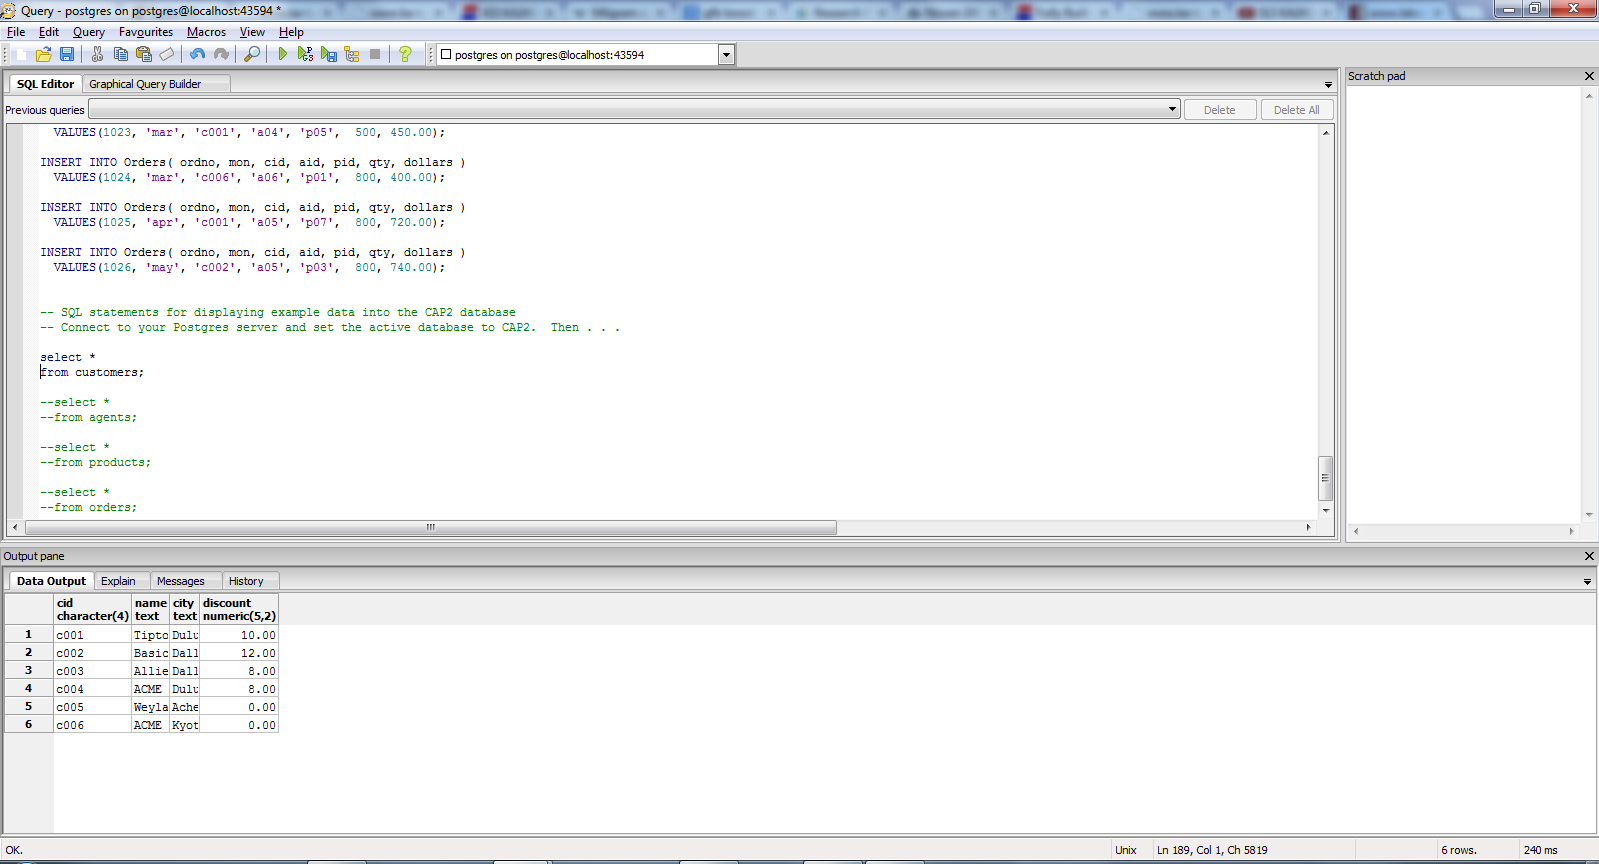 Query - postgres on postgres@localhost:43594 *
File Edit Query Favourites Macros View Help
postgres on postgres@localhost:43594
SQL Editor Graphical Query Builder
Previous queries Delete Delete All
Scratch pad
VALUES(1023, 'mar', 'c001', 'a04', 'p05',  500, 450.00);
INSERT INTO Orders( ordno, mon, cid, aid, pid, qty, dollars )
VALUES(1024, 'mar', 'c006', 'a06', 'p01',  800, 400.00);
INSERT INTO Orders( ordno, mon, cid, aid, pid, qty, dollars )
VALUES(1025, 'apr', 'c001', 'a05', 'p07',  800, 720.00);
INSERT INTO Orders( ordno, mon, cid, aid, pid, qty, dollars )
VALUES(1026, 'may', 'c002', 'a05', 'p03',  800, 740.00);
-- SQL statements for displaying example data into the CAP2 database
-- Connect to your Postgres server and set the active database to CAP2.  Then . . .
select *
from customers;
--select *
--from agents;
--select *
--from products;
--select *
--from orders;
Output pane
Data Output Explain Messages History
cid name city discount
character(4) text text numeric(5,2)
1 c001 Tipto Dulu 10.00
2 c002 Basic Dall 12.00
3 c003 Allie Dall 8.00
4 c004 ACME Dulu 8.00
5 c005 Weyla Ache 0.00
6 c006 ACME Kyot 0.00
OK. Unix Ln 189, Col 1, Ch 5819 6 rows. 240 ms